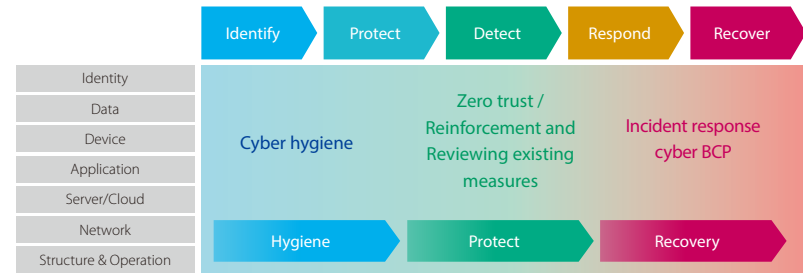 Identify
Protect
Detect
Respond
Recover
Identity
Data
Device
Application
Server/Cloud
Network
Structure & Operation
Cyber hygiene
Zero trust /
Reinforcement and
Reviewing existing
measures
Incident response
cyber BCP
Hygiene
Protect
Recovery